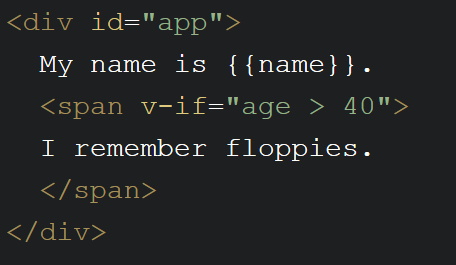 <div id="app">
My name is {{name}}.
<span v-if="age > 40">
I remember floppies.
</span>
</div>